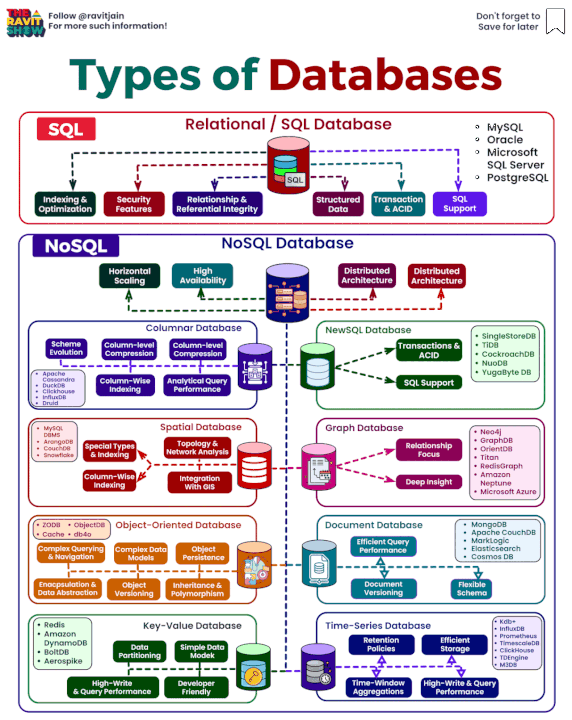 THE
RAVIT
SHOW
Follow @ravitjain
For more such information!
Don't forget to
Save for later
Types of Databases
SQL
Relational / SQL Database
MySQL
Oracle
Microsoft
SQL Server
PostgreSQL
SQL
Indexing &
Optimization
Security
Features
Relationship &
Referential Integrity
Structured
Data
Transaction
& ACID
SQL
Support
NoSQL
NoSQL Database
Horizontal
Scaling
High
Availability
Distributed
Architecture
Distributed
Architecture
Columnar Database
Scheme
Evolution
Column-level
Compression
Column-level
Compression
Apache
Cassandra
DuckDB
Clickhouse
InfluxDB
Druid
Column-Wise
Indexing
Analytical Query
Performance
NewSQL Database
Transactions &
ACID
SQL Support
SingleStoreDB
TiDB
CockroachDB
NuoDB
YugaByte DB
Spatial Database
MySQL
DBMS
ArangoDB
CouchDB
Snowflake
Special Types
& Indexing
Topology &
Network Analysis
Column-Wise
Indexing
Integration
With GIS
Graph Database
Relationship
Focus
Deep Insight
Neo4j
GraphDB
OrientDB
Titan
RedisGraph
Amazon
Neptune
Microsoft Azure
Object-Oriented Database
ZODB
ObjectDB
Cache
db4o
Complex Querying
& Navigation
Complex Data
Models
Object
Persistence
Encapsulation &
Data Abstraction
Object
Versioning
Inheritance &
Polymorphism
Document Database
Efficient Query
Performance
Document
Versioning
Flexible
Schema
MongoDB
Apache CouchDB
MarkLogic
Elasticsearch
Cosmos DB
Key-Value Database
Redis
Amazon
DynamoDB
BoltDB
Aerospike
Data
Partitioning
Simple Data
Modek
High-Write
& Query Performance
Developer
Friendly
Time-Series Database
Retention
Policies
Efficient
Storage
Time-Window
Aggregations
High-Write & Query
Performance
Kdb+
InfluxDB
Prometheus
TimescaleDB
ClickHouse
TDEngine
M3DB